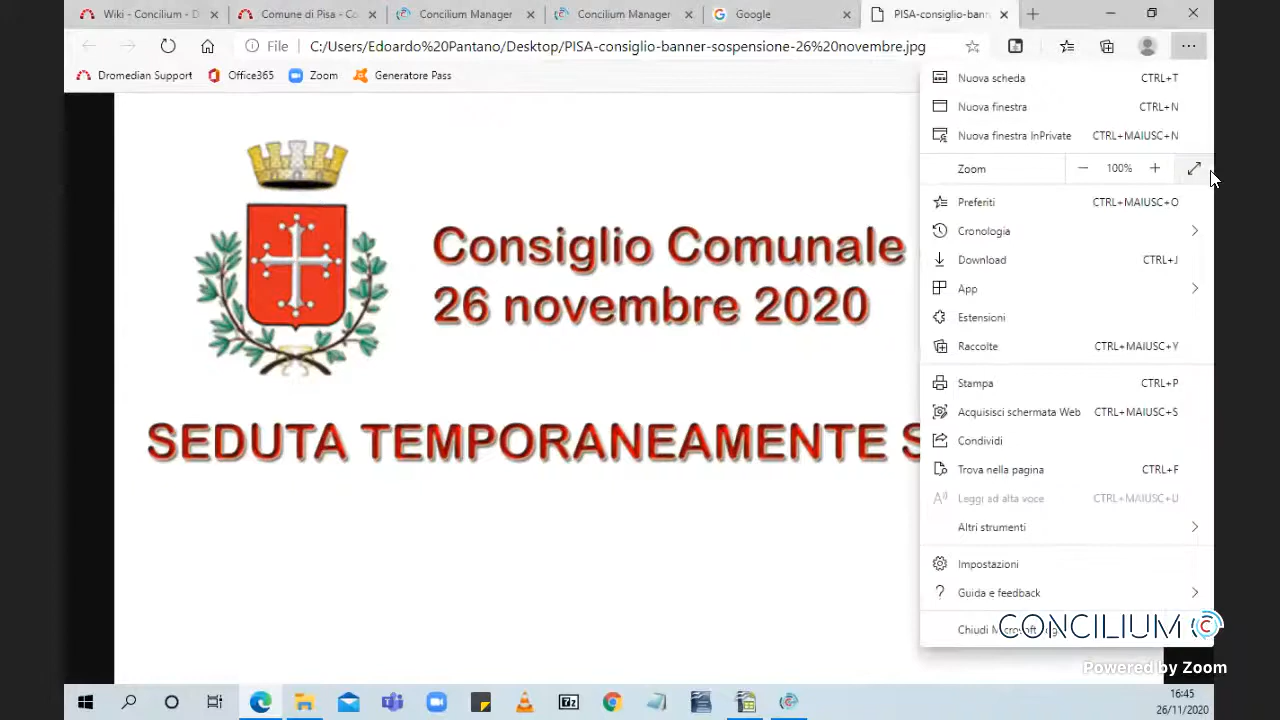 Wiki - Concilium - D
Comune di Pisa - Co
Concilium Manager
Concilium Manager
Google
PISA-consiglio-bann
File
C:/Users/Edoardo%20Pantano/Desktop/PISA-consiglio-banner-sospensione-26%20novembre.jpg
Dromedian Support
Office365
Zoom
Generatore Pass
Nuova scheda CTRL+T
Nuova finestra CTRL+N
Nuova finestra InPrivate CTRL+MAIUSC+N
Zoom 100%
Preferiti CTRL+MAIUSC+O
Cronologia
Download CTRL+J
App
Estensioni
Raccolte CTRL+MAIUSC+Y
Stampa CTRL+P
Acquisisci schermata Web CTRL+MAIUSC+S
Condividi
Trova nella pagina CTRL+F
Leggi ad alta voce CTRL+MAIUSC+U
Altri strumenti
Impostazioni
Guida e feedback
Chiudi
Consiglio Comunale
26 novembre 2020
SEDUTA TEMPORANEAMENTE S
CONCILIUM C
Powered by Zoom
7z
16:45
26/11/2020